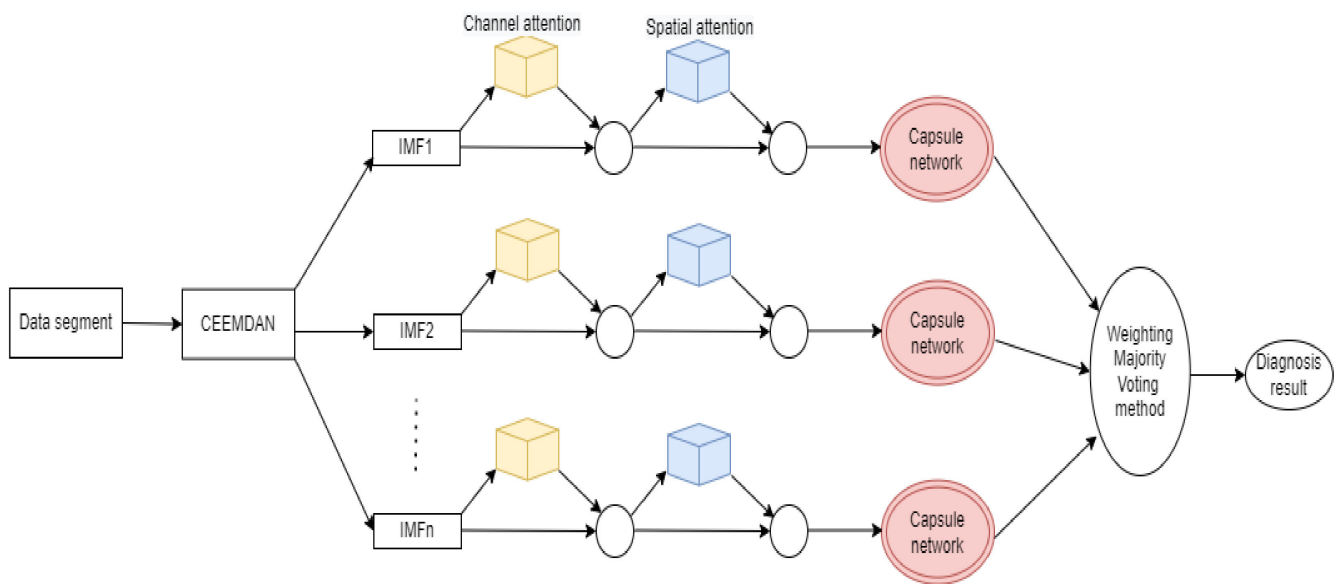 Channel attention
Spatial attention
IMF1
Capsule
network
Data segment
CEEMDAN
IMF2
Capsule
network
Weighting
Majority
Voting
method
Diagnosis
result
IMFn
Capsule
network